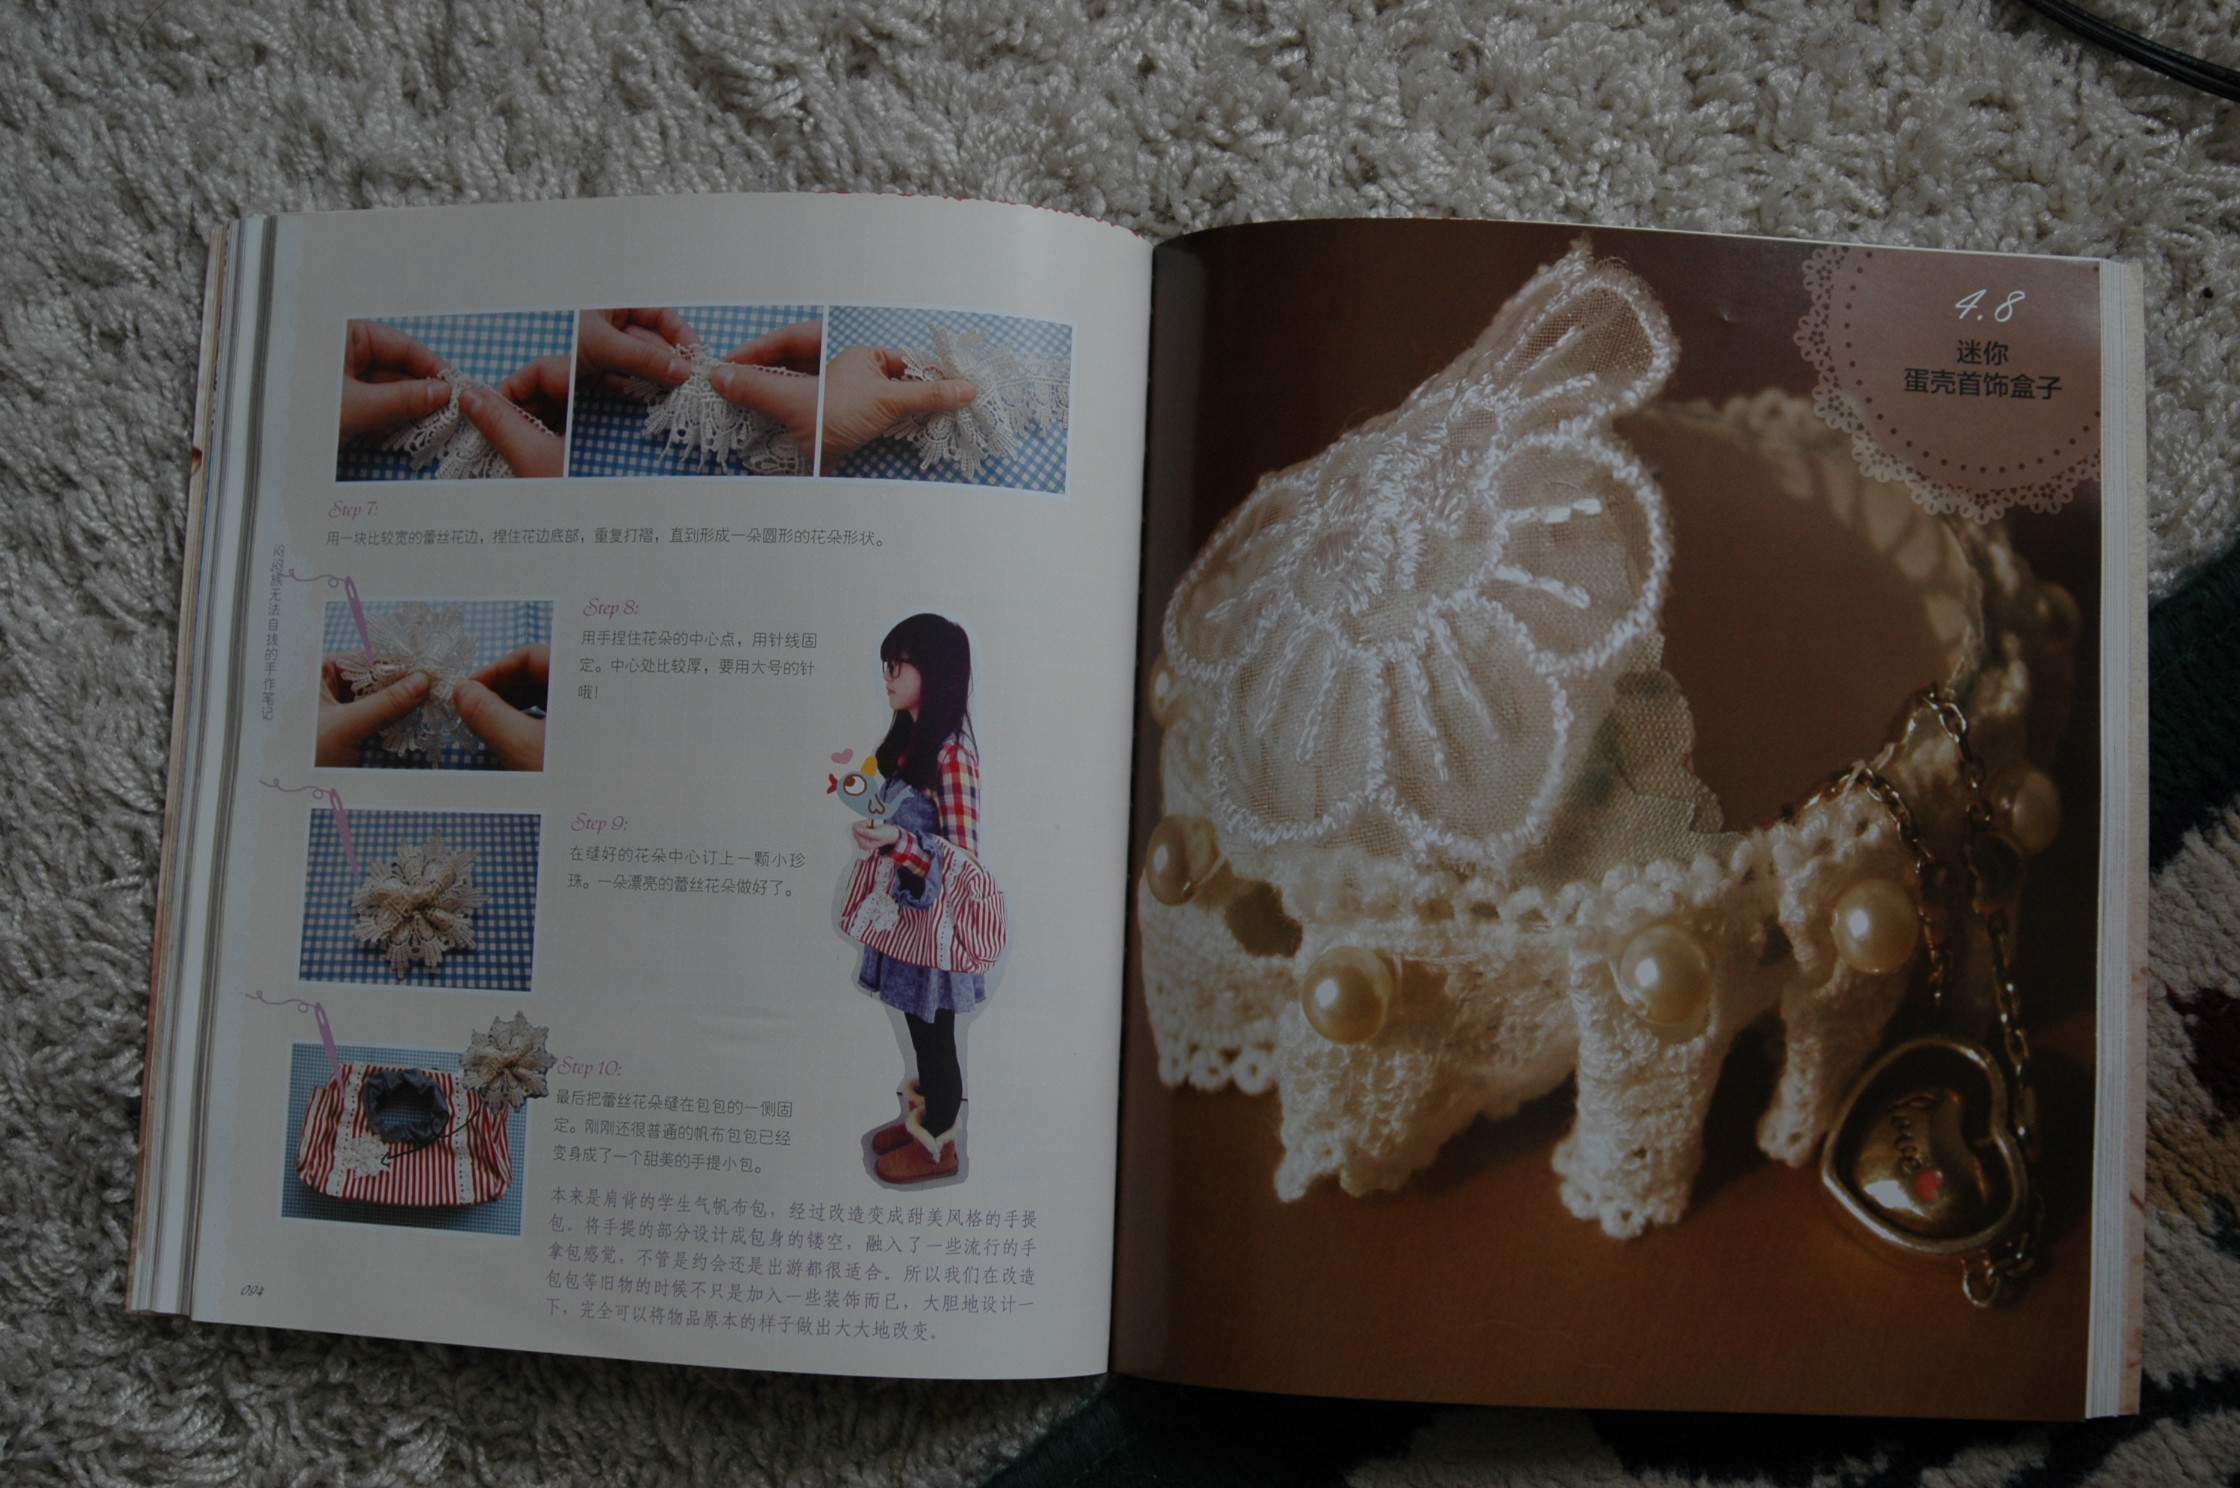 Step 7:
用一块比较宽的蕾丝花边，捏住花边底部，重复打褶，直到形成一朵圆形的花朵形状。
闷闷族无法自拔的手作笔记
Step 8:
用手捏住花朵的中心点，用针线固
定。中心处比较厚，要用大号的针
哦！
Step 9:
在缝好的花朵中心订上一颗小珍
珠。一朵漂亮的蕾丝花朵做好了。
Step 10:
最后把蕾丝花朵缝在包包的一侧固
定。刚刚还很普通的帆布包包已经
变身成了一个甜美的手提小包。
本来是肩背的学生气帆布包，经过改造变成甜美风格的手提
包。将手提的部分设计成包身的镂空，融入了一些流行的手
拿包感觉，不管是约会还是出游都很适合。所以我们在改造
包包等旧物的时候不只是加入一些装饰而已，大胆地设计一
下，完全可以将物品原本的样子做出大大地改变。
094
4.8
迷你
蛋壳首饰盒子